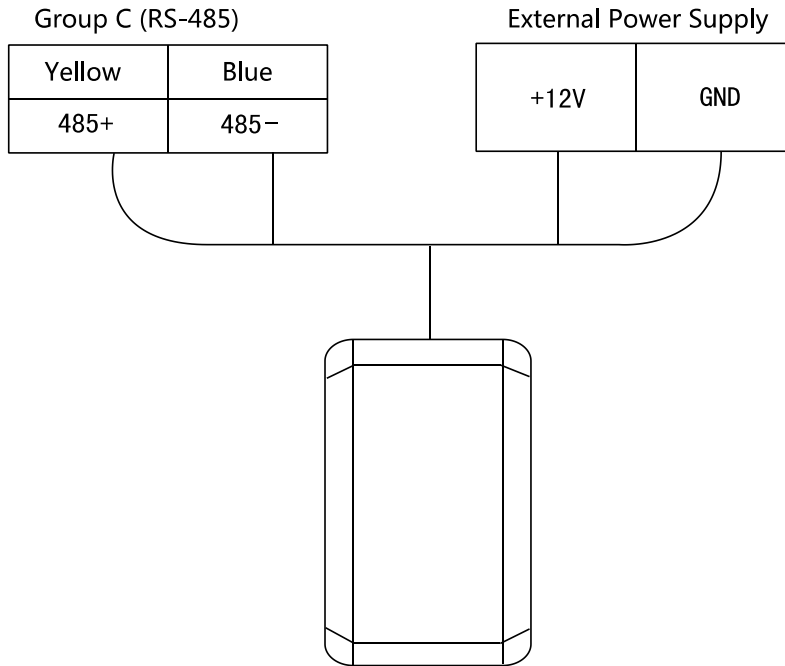 Group C (RS-485)
External Power Supply
Yellow Blue
485+ 485-
+12V GND